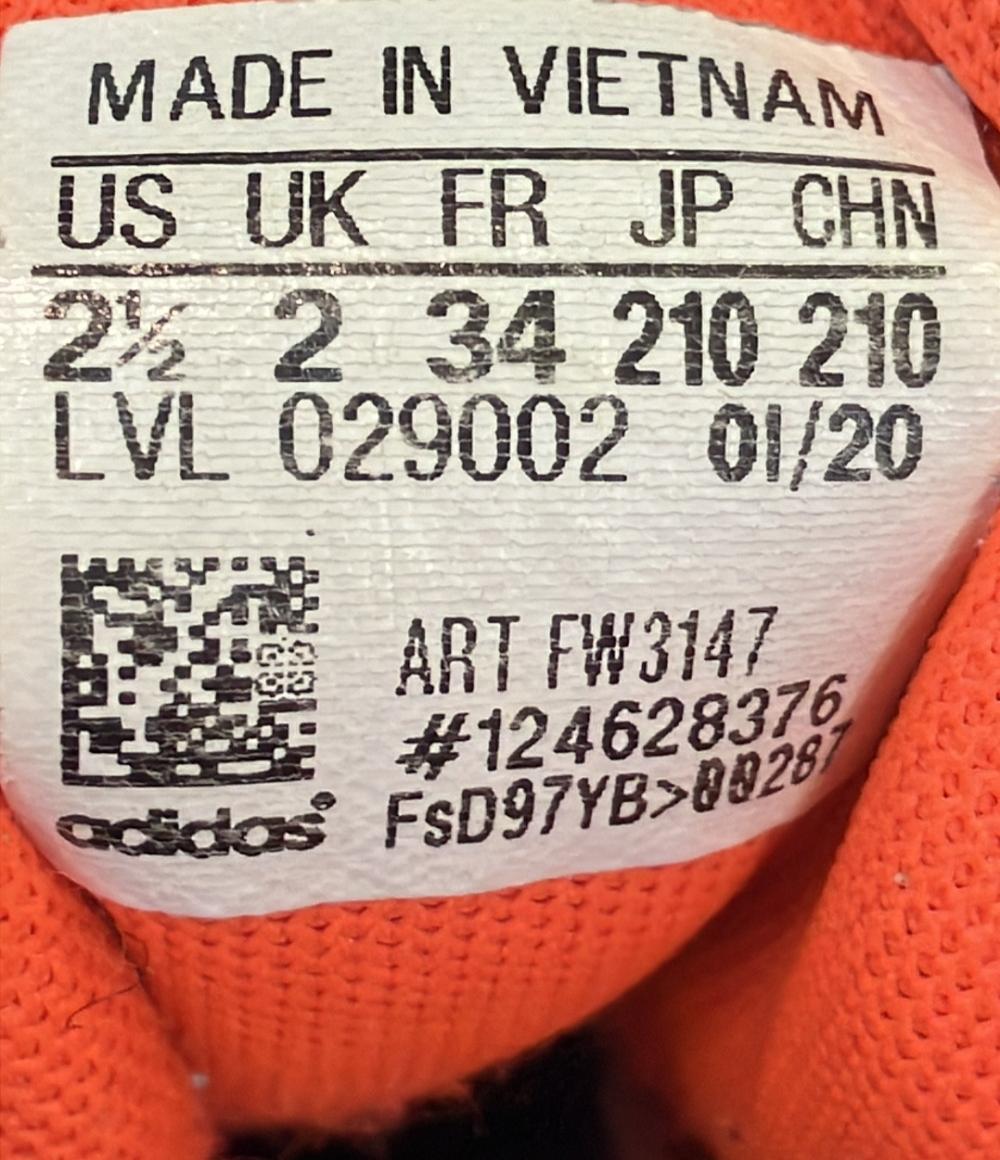 MADE IN VIETNAM
US UK FR JP CHN
2½ 2 34 210 210
LVL 029002 01/20
ART FW3147
#124628376
FsD97YB>00287
adidas®